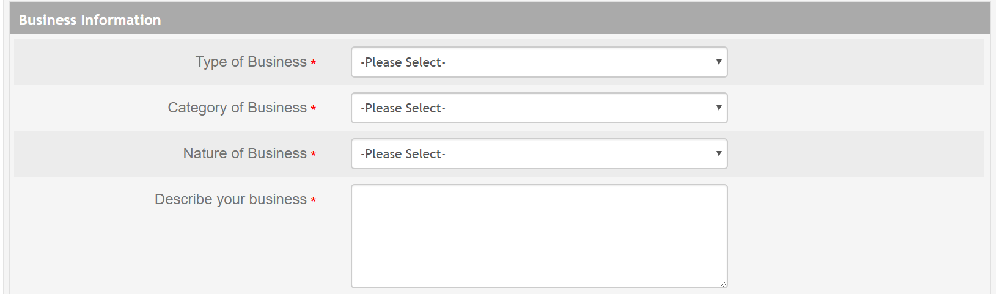 Business Information
Type of Business * -Please Select-
Category of Business * -Please Select-
Nature of Business * -Please Select-
Describe your business *